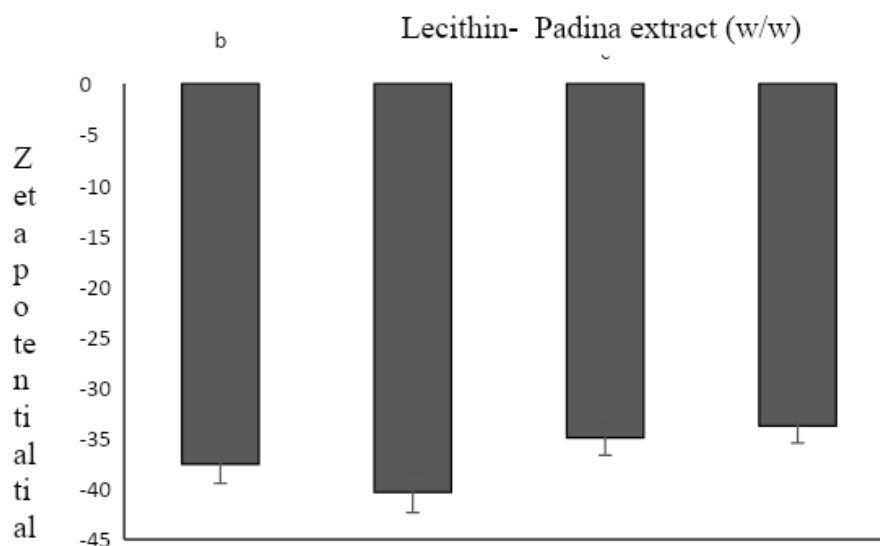 b
Lecithin- Padina extract (w/w)
0
-5
-10
-15
-20
-25
-30
-35
-40
-45
Z
et
a
p
o
te
n
ti
al
ti
al